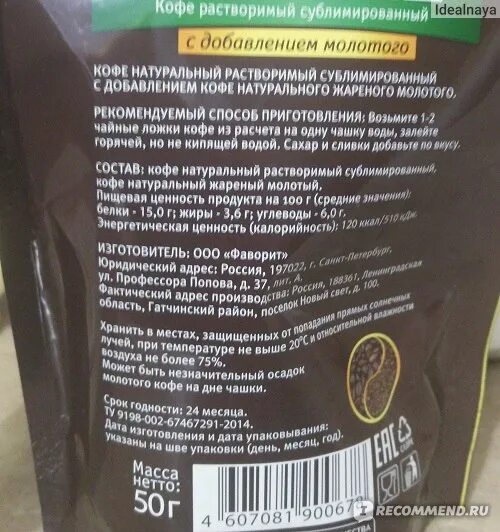 Idealnaya
Кофе растворимый сублимированный
с добавлением молотого
КОФЕ НАТУРАЛЬНЫЙ РАСТВОРИМЫЙ СУБЛИМИРОВАННЫЙ
С ДОБАВЛЕНИЕМ КОФЕ НАТУРАЛЬНОГО ЖАРЕНОГО МОЛОТОГО.
РЕКОМЕНДУЕМЫЙ СПОСОБ ПРИГОТОВЛЕНИЯ: Возьмите 1-2
чайные ложки кофе из расчета на одну чашку воды, залейте
горячей, но не кипящей водой. Сахар и сливки добавьте по вкусу.
СОСТАВ: кофе натуральный растворимый сублимированный,
кофе натуральный жареный молотый,
Пищевая ценность продукта на 100 г (средние значения):
белки - 15,0 г; жиры - 3,6 г; углеводы - 6,0 г.
Энергетическая ценность (калорийность): 120 ккал/510 кДж.
ИЗГОТОВИТЕЛЬ: ООО «Фаворит»
Юридический адрес: Россия, 197022, г. Санкт-Петербург,
ул. Профессора Попова, д. 37, лит. А.
Фактический адрес производства: Россия, 188361, Ленинградская
область, Гатчинский район, поселок Новый свет, д. 100.
Хранить в местах, защищенных от попадания прямых солнечных
лучей, при температуре не выше 20°С и относительной влажности
воздуха не более 75%.
Может быть незначительный осадок
молотого кофе на дне чашки.
Срок годности: 24 месяца.
ТУ 9198-002-67467291-2014.
Дата изготовления и дата упаковывания:
указаны на шве упаковки (день, месяц, год).
Масса
нетто:
50 г
EAC
4 607081 90067
IRECOMMEND.RU